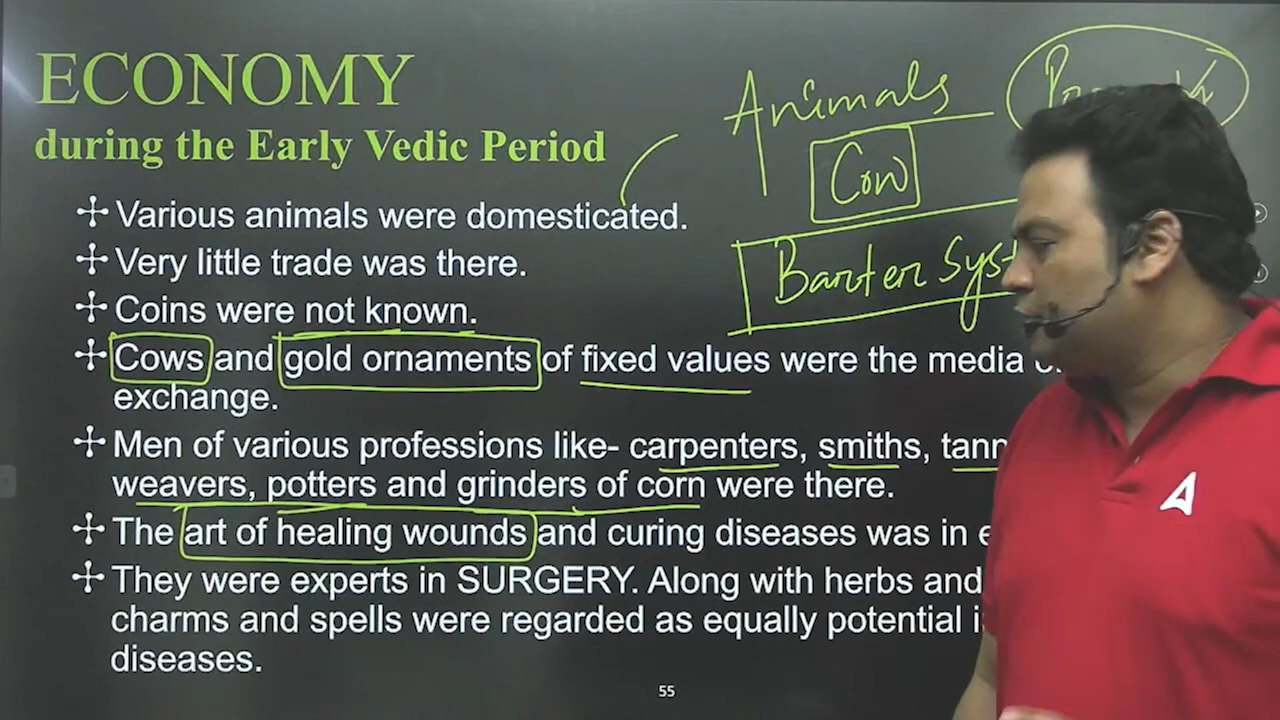 ECONOMY
during the Early Vedic Period
Various animals were domesticated.
Very little trade was there.
Coins were not known.
Cows and gold ornaments of fixed values were the media
exchange.
Men of various professions like- carpenters, smiths, tann
weavers, potters and grinders of corn were there.
The art of healing wounds and curing diseases was in e
They were experts in SURGERY. Along with herbs and
charms and spells were regarded as equally potential i
diseases.
55
Animals
Cow
Barter Syst